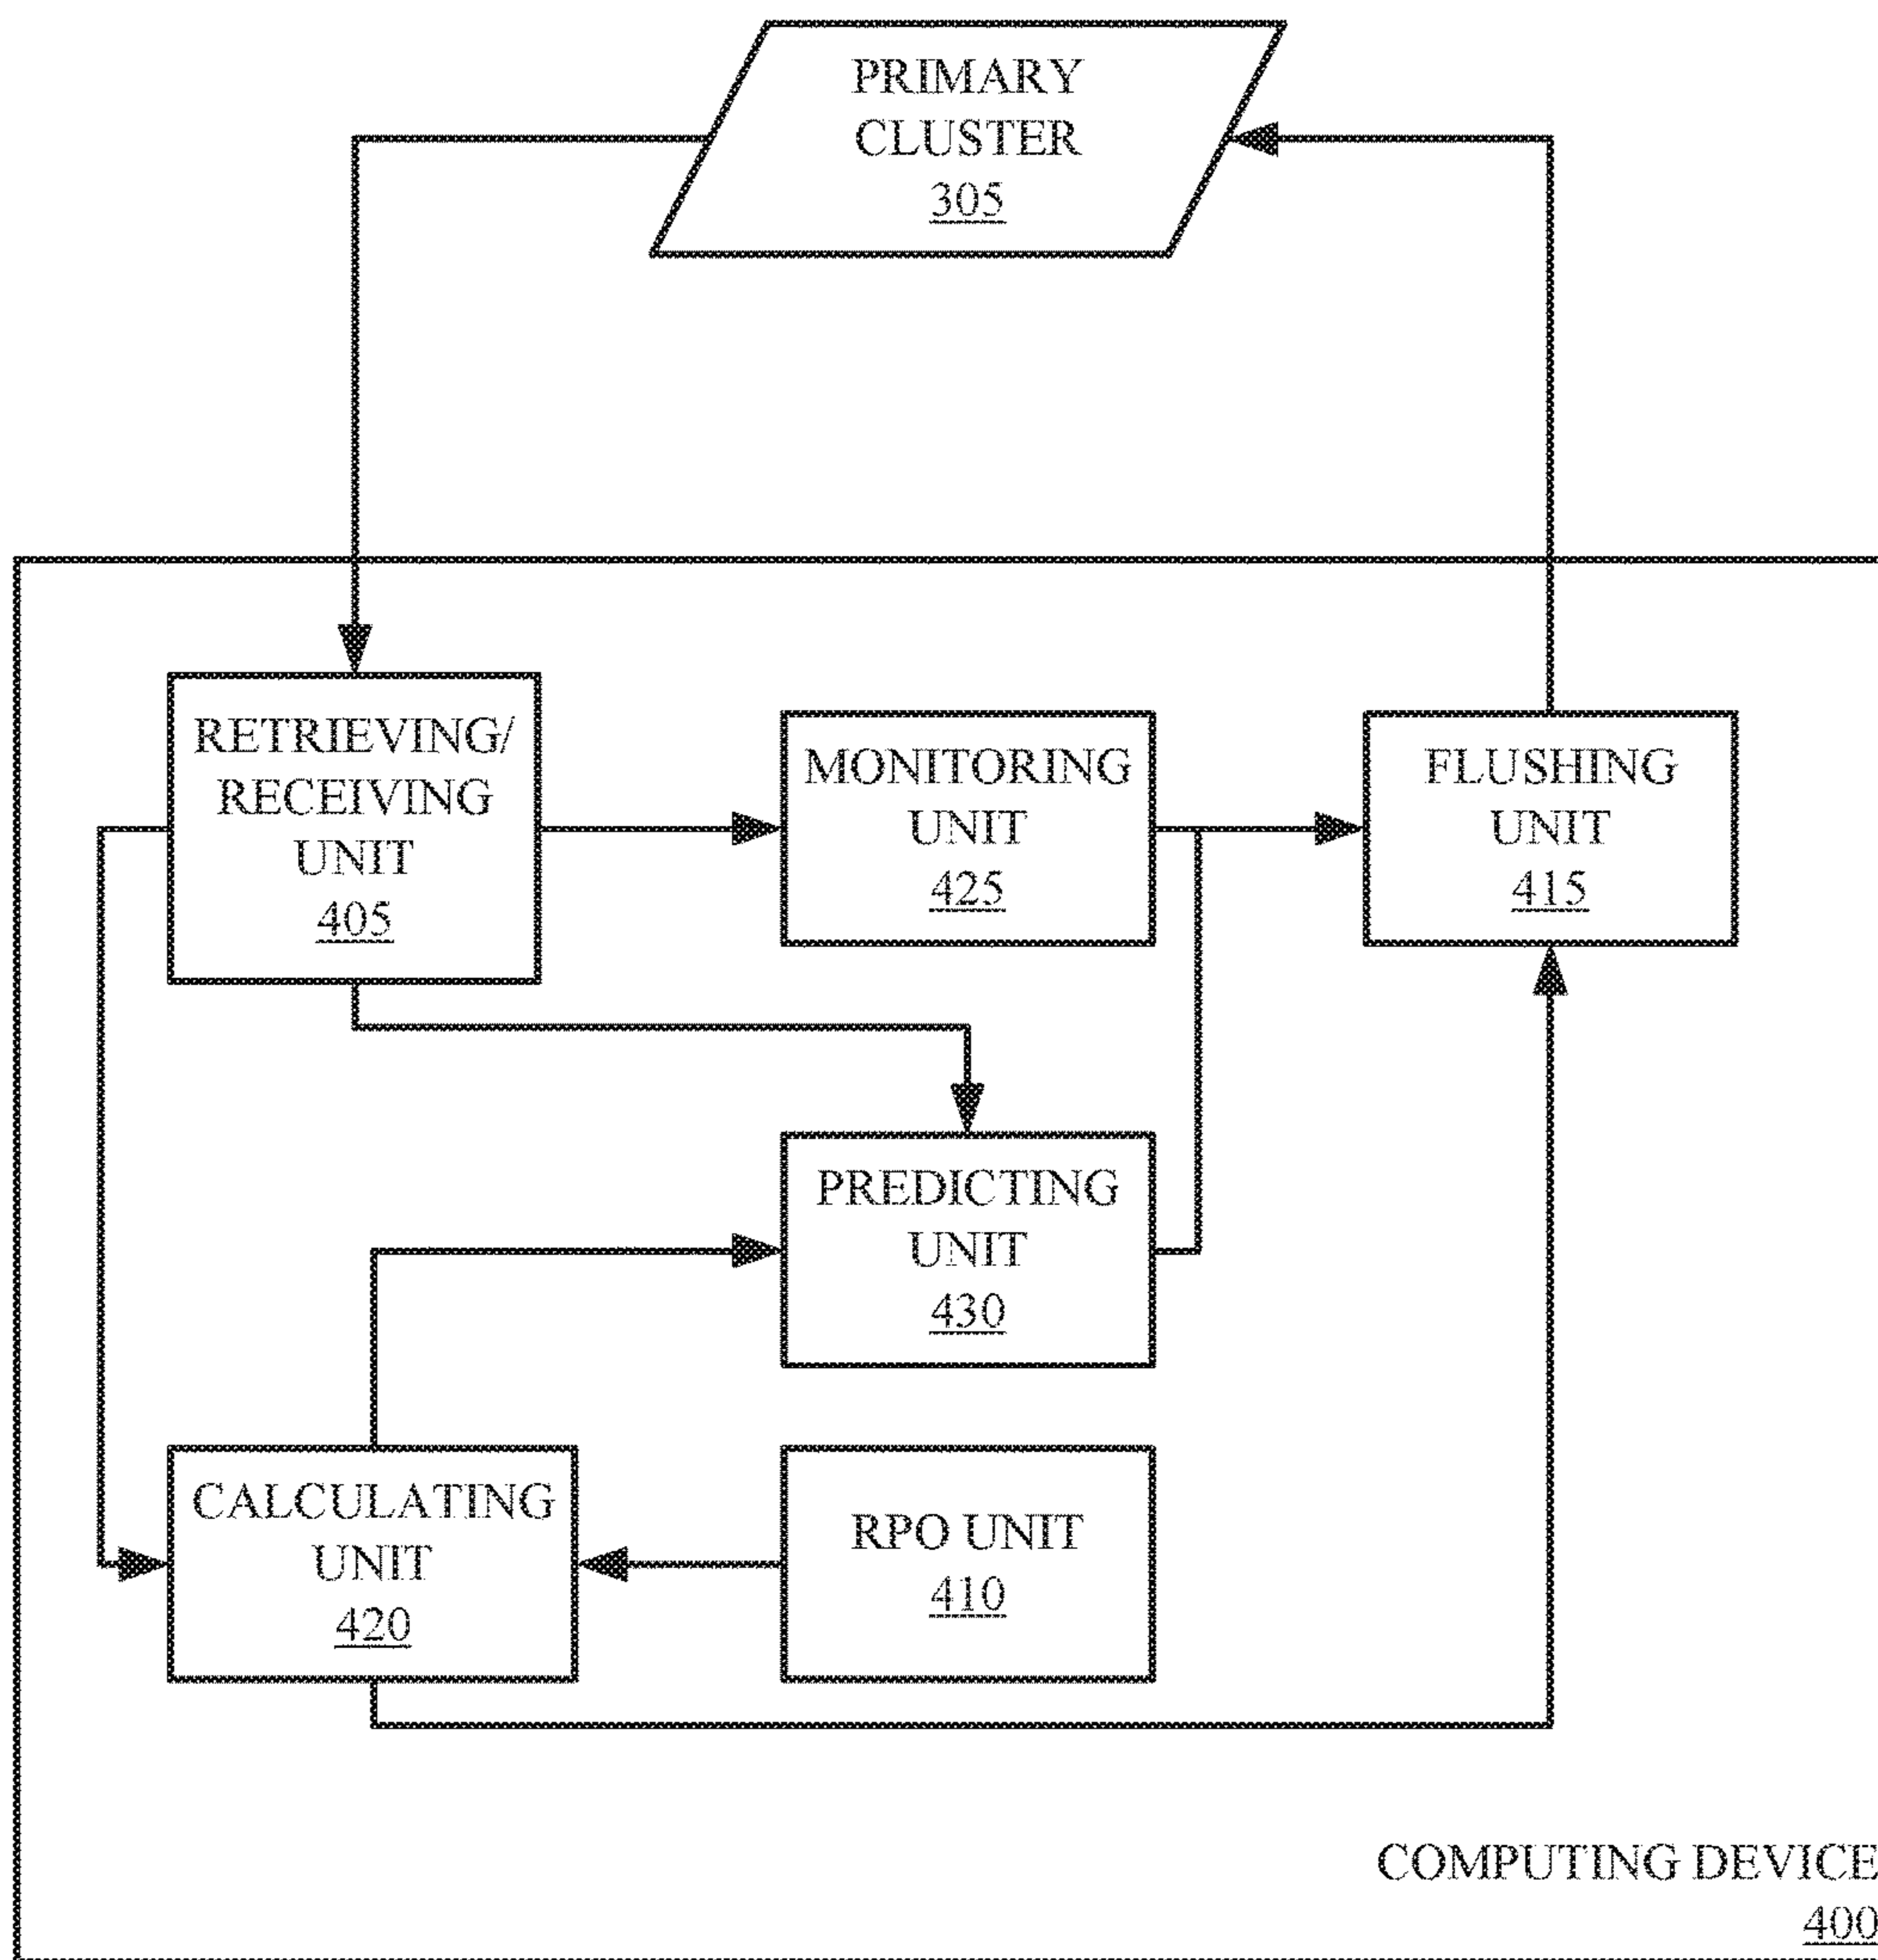 PRIMARY
CLUSTER
305
RETRIEVING/
RECEIVING
UNIT
405
MONITORING
UNIT
425
FLUSHING
UNIT
415
PREDICTING
UNIT
430
CALCULATING
UNIT
420
RPO UNIT
410
COMPUTING DEVICE
400